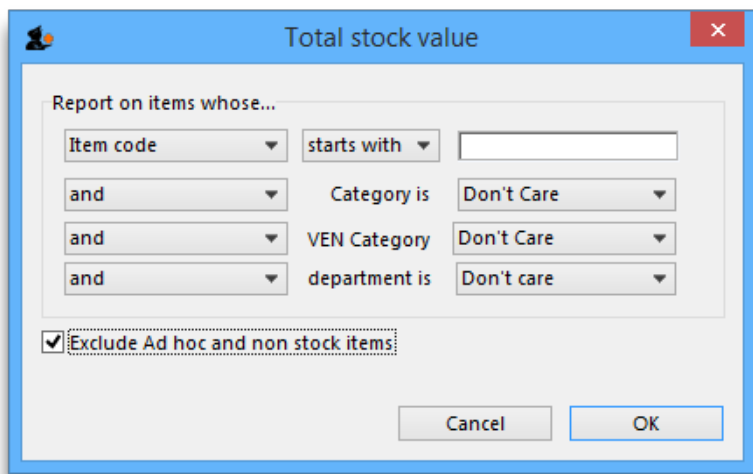 Total stock value
Report on items whose...
Item code starts with
and Category is Don't Care
and VEN Category Don't Care
and department is Don't care
Exclude Ad hoc and non stock items
Cancel OK